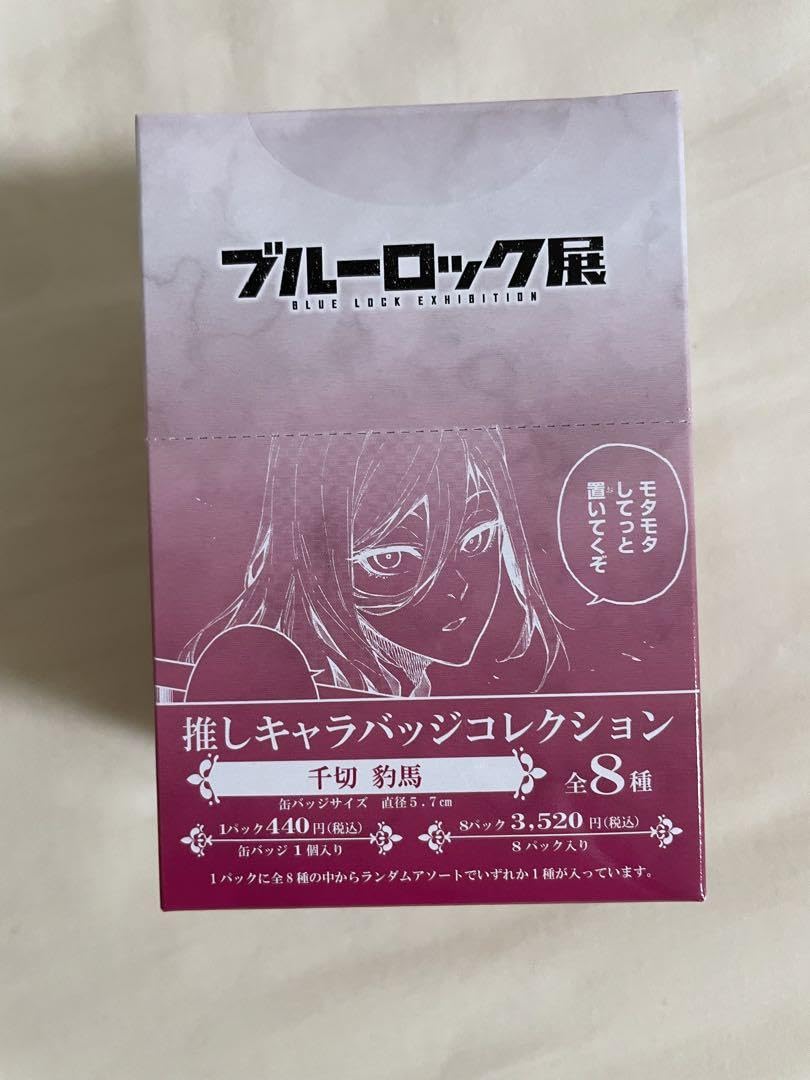 ブルーロック展
BLUE LOCK EXHIBITION
モタモタ
してっと
置いてくぞ
お
推しキャラバッジコレクション
千切 豹馬
全8種
缶バッジサイズ 直径5.7cm
1パック440円(税込)
缶バッジ1個入り
8パック3,520円(税込)
8パック入り
1パックに全8種の中からランダムアソートでいずれか1種が入っています。